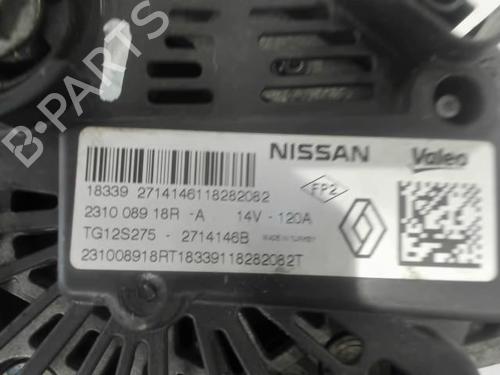 B-PARTS
NISSAN Valeo
18339 2714146118282082
FP2
2310 089 18R -A 14V - 120A
TG12S275 - 2714146B MADE IN TURKEY
231008918RT18339118282082T